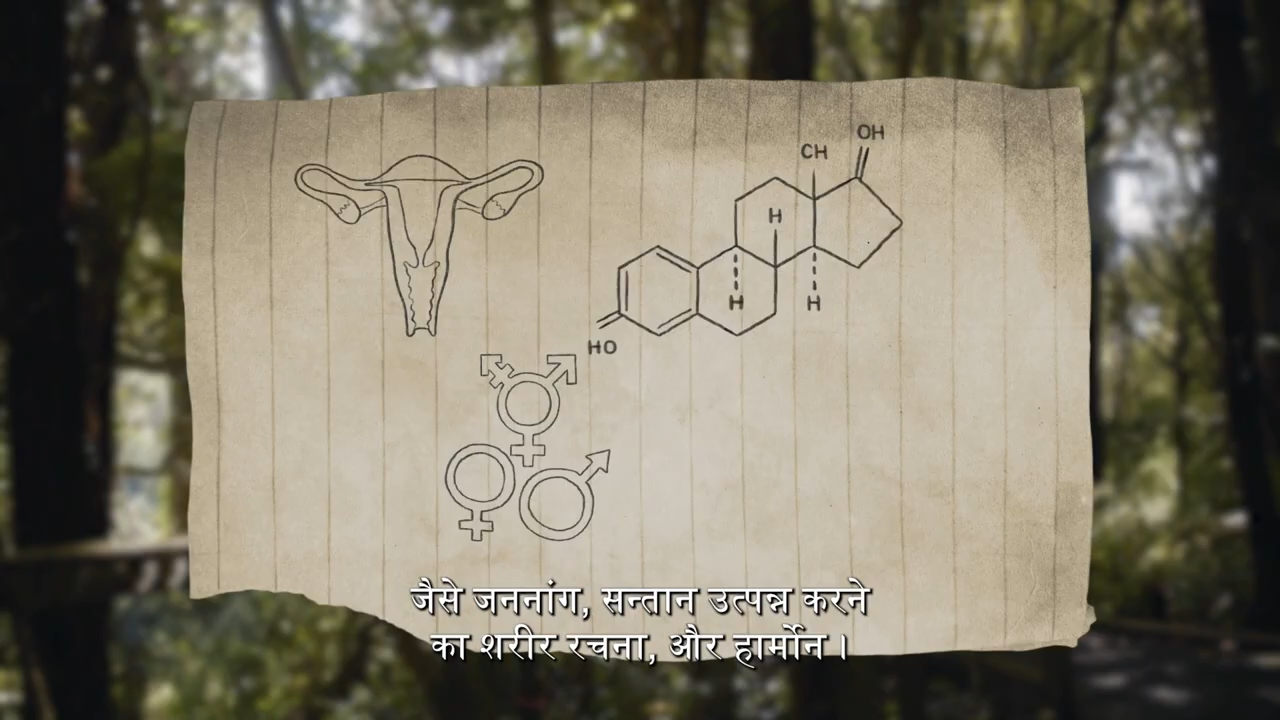 OH
CH
H
H
H
HO
जैसे जननांग, सन्तान उत्पन्न करने
का शरीर रचना, और हार्मोन ।